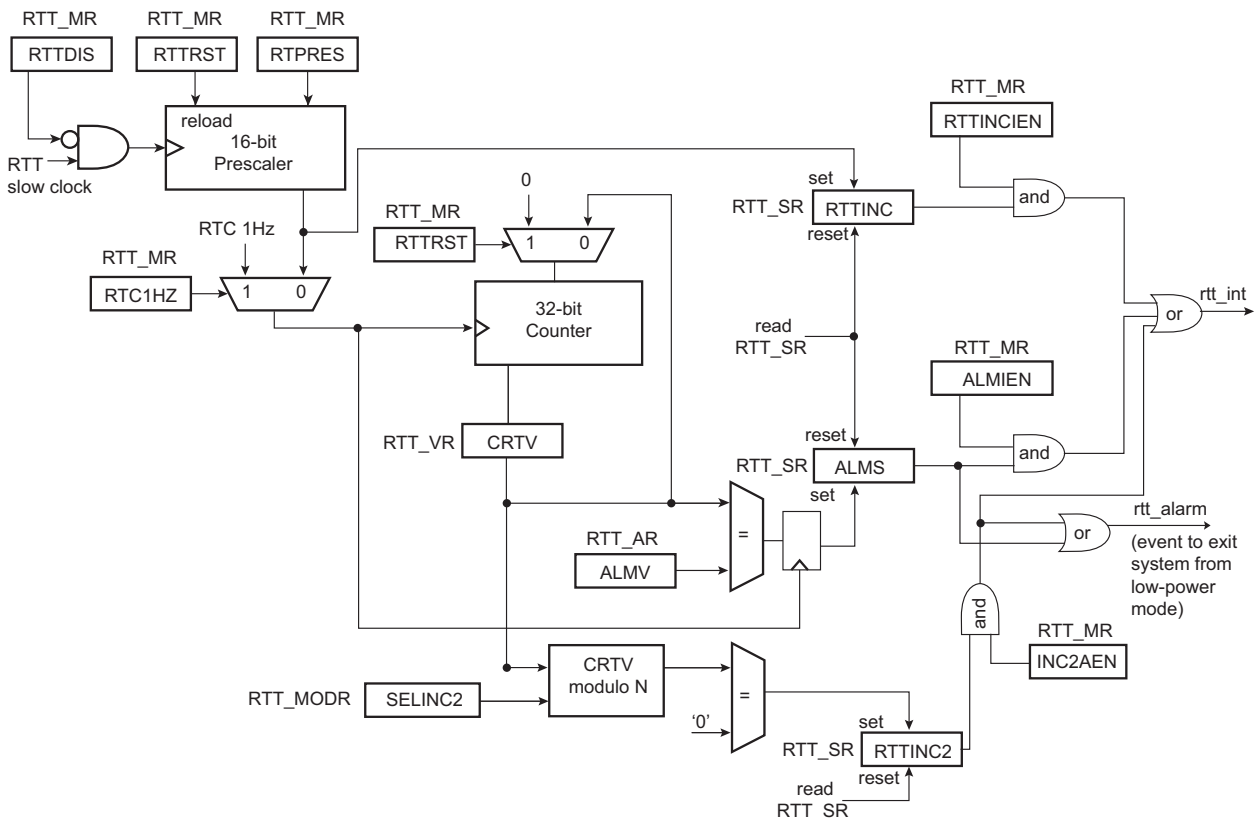 RTT_MR
RTT_MR
RTT_MR
RTTDIS
RTTRST
RTPRES
reload
16-bit
Prescaler
RTT
slow clock
RTT_MR
RTTINCIEN
0
set
and
RTT_SR
RTTINC
reset
RTT_MR
RTTRST
1
0
RTC 1Hz
RTT_MR
RTC1HZ
1
0
32-bit
Counter
rtt_int
or
read
RTT_SR
RTT_MR
ALMIEN
RTT_VR
CRTV
reset
and
RTT_SR
ALMS
set
rtt_alarm
or
(event to exit
system from
low-power
mode)
RTT_AR
ALMV
=
and
RTT_MR
INC2AEN
CRTV
modulo N
RTT_MODR
SELINC2
=
‘0’
set
RTT_SR
RTTINC2
reset
read
RTT_SR